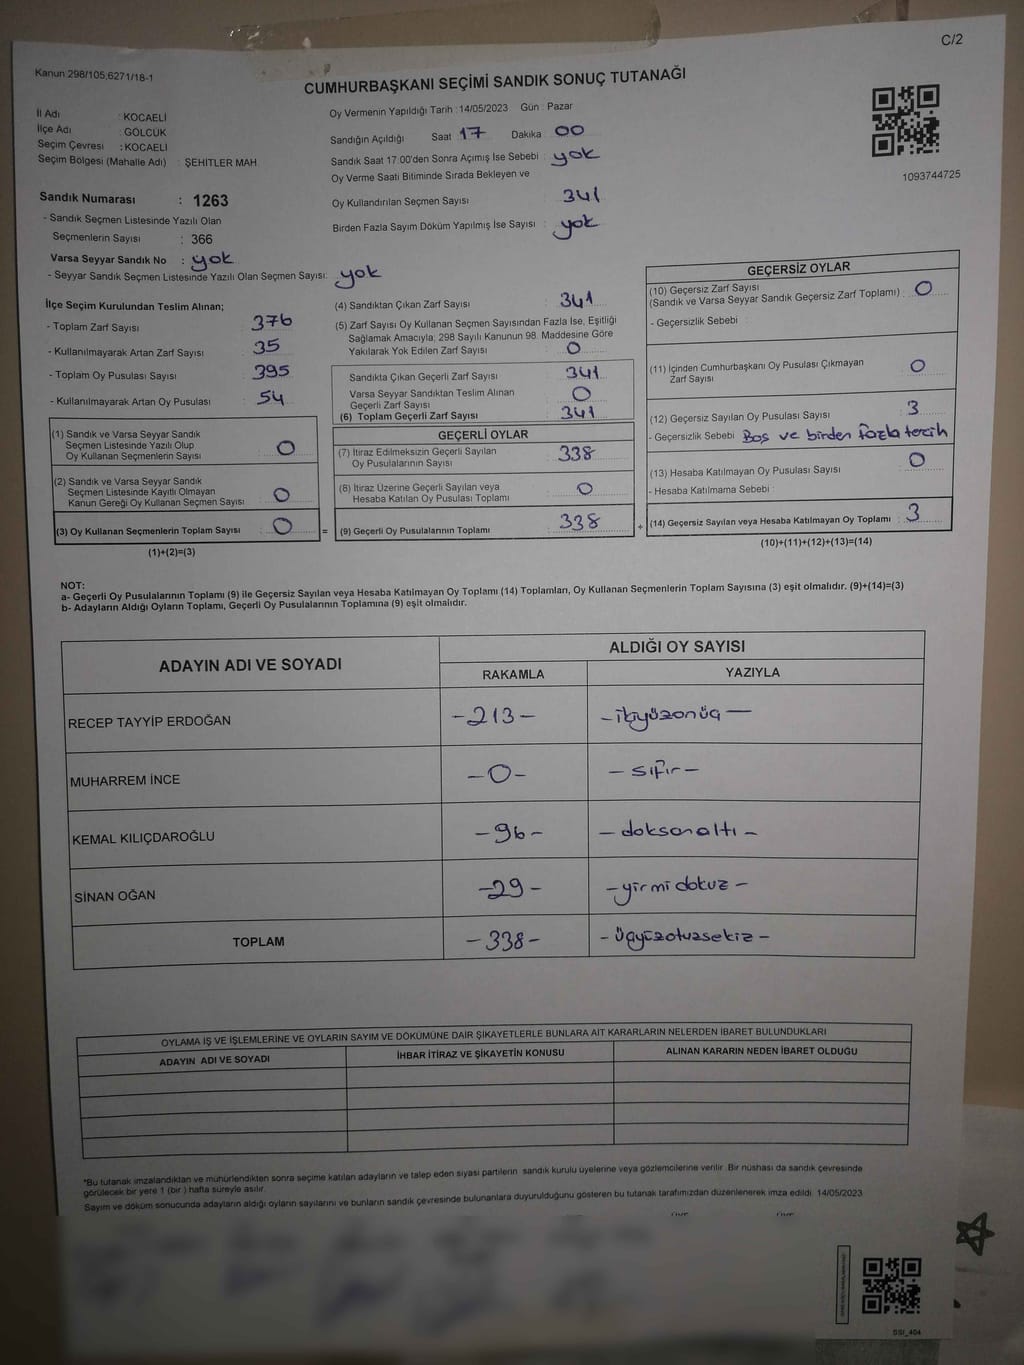 C/2
Kanun 298/105,6271/18-1
CUMHURBAŞKANI SEÇİMİ SANDIK SONUÇ TUTANAĞI
İl Adı : KOCAELİ
İlçe Adı : GÖLCÜK
Seçim Çevresi : KOCAELİ
Seçim Bölgesi (Mahalle Adı) : ŞEHİTLER MAH.
Oy Vermenin Yapıldığı Tarih : 14/05/2023 Gün : Pazar
Sandığın Açıldığı Saat 17 Dakika 00
Sandık Saat 17:00'den Sonra Açımış İse Sebebi : yok
Oy Verme Saati Bitiminde Sırada Bekleyen ve
Oy Kullandırılan Seçmen Sayısı 341
Birden Fazla Sayım Döküm Yapılmış İse Sayısı : yok
1093744725
Sandık Numarası : 1263
- Sandık Seçmen Listesinde Yazılı Olan
Seçmenlerin Sayısı : 366
Varsa Seyyar Sandık No : yok
- Seyyar Sandık Seçmen Listesinde Yazılı Olan Seçmen Sayısı: yok
İlçe Seçim Kurulundan Teslim Alınan;
- Toplam Zarf Sayısı 376
- Kullanılmayarak Artan Zarf Sayısı 35
- Toplam Oy Pusulası Sayısı 395
- Kullanılmayarak Artan Oy Pusulası 54
(1) Sandık ve Varsa Seyyar Sandık
Seçmen Listesinde Yazılı Olup
Oy Kullanan Seçmenlerin Sayısı : 0
(2) Sandık ve Varsa Seyyar Sandık
Seçmen Listesinde Kayıtlı Olmayan
Kanun Gereği Oy Kullanan Seçmen Sayısı : 0
(3) Oy Kullanan Seçmenlerin Toplam Sayısı : 0
(1)+(2)=(3)
(4) Sandıktan Çıkan Zarf Sayısı : 341
(5) Zarf Sayısı Oy Kullanan Seçmen Sayısından Fazla İse, Eşitliği
Sağlamak Amacıyla; 298 Sayılı Kanunun 98. Maddesine Göre
Yakılarak Yok Edilen Zarf Sayısı : 0
Sandıkta Çıkan Geçerli Zarf Sayısı : 341
Varsa Seyyar Sandıktan Teslim Alınan
Geçerli Zarf Sayısı : 0
(6) Toplam Geçerli Zarf Sayısı : 341
GEÇERLİ OYLAR
(7) İtiraz Edilmeksizin Geçerli Sayılan
Oy Pusulalarının Sayısı : 338
(8) İtiraz Üzerine Geçerli Sayılan veya
Hesaba Katılan Oy Pusulası Toplamı : 0
= (9) Geçerli Oy Pusulalarının Toplamı : 338
GEÇERSİZ OYLAR
(10) Geçersiz Zarf Sayısı
(Sandık ve Varsa Seyyar Sandık Geçersiz Zarf Toplamı) : 0
- Geçersizlik Sebebi :
(11) İçinden Cumhurbaşkanı Oy Pusulası Çıkmayan
Zarf Sayısı : 0
(12) Geçersiz Sayılan Oy Pusulası Sayısı : 3
- Geçersizlik Sebebi : Boş ve birden fazla tercih
(13) Hesaba Katılmayan Oy Pusulası Sayısı : 0
- Hesaba Katılmama Sebebi :
+ (14) Geçersiz Sayılan veya Hesaba Katılmayan Oy Toplamı : 3
(10)+(11)+(12)+(13)=(14)
NOT:
a- Geçerli Oy Pusulalarının Toplamı (9) ile Geçersiz Sayılan veya Hesaba Katılmayan Oy Toplamı (14) Toplamları, Oy Kullanan Seçmenlerin Toplam Sayısına (3) eşit olmalıdır. (9)+(14)=(3)
b- Adayların Aldığı Oyların Toplamı, Geçerli Oy Pusulalarının Toplamına (9) eşit olmalıdır.
ADAYIN ADI VE SOYADI ALDIĞI OY SAYISI
RAKAMLA YAZIYLA
RECEP TAYYİP ERDOĞAN -213- -ikiyüzonüç-
MUHARREM İNCE -0- -sıfır-
KEMAL KILIÇDAROĞLU -96- -doksanaltı-
SİNAN OĞAN -29- -yirmidokuz-
TOPLAM -338- -üçyüzotuzsekiz-
OYLAMA İŞ VE İŞLEMLERİNE VE OYLARIN SAYIM VE DÖKÜMÜNE DAİR ŞİKAYETLERLE BUNLARA AİT KARARLARIN NELERDEN İBARET BULUNDUKLARI
ADAYIN ADI VE SOYADI İHBAR İTİRAZ VE ŞİKAYETİN KONUSU ALINAN KARARIN NEDEN İBARET OLDUĞU
*Bu tutanak imzalandıktan ve mühürlendikten sonra seçime katılan adayların ve talep eden siyasi partilerin sandık kurulu üyelerine veya gözlemcilerine verilir. Bir nüshası da sandık çevresinde
görülecek bir yere 1 (bir) hafta süreyle asılır.
Sayım ve döküm sonucunda adayların aldığı oyların sayılarını ve bunların sandık çevresinde bulunanlara duyurulduğunu gösteren bu tutanak tarafımızdan düzenlenerek imza edildi. 14/05/2023
SSI_404